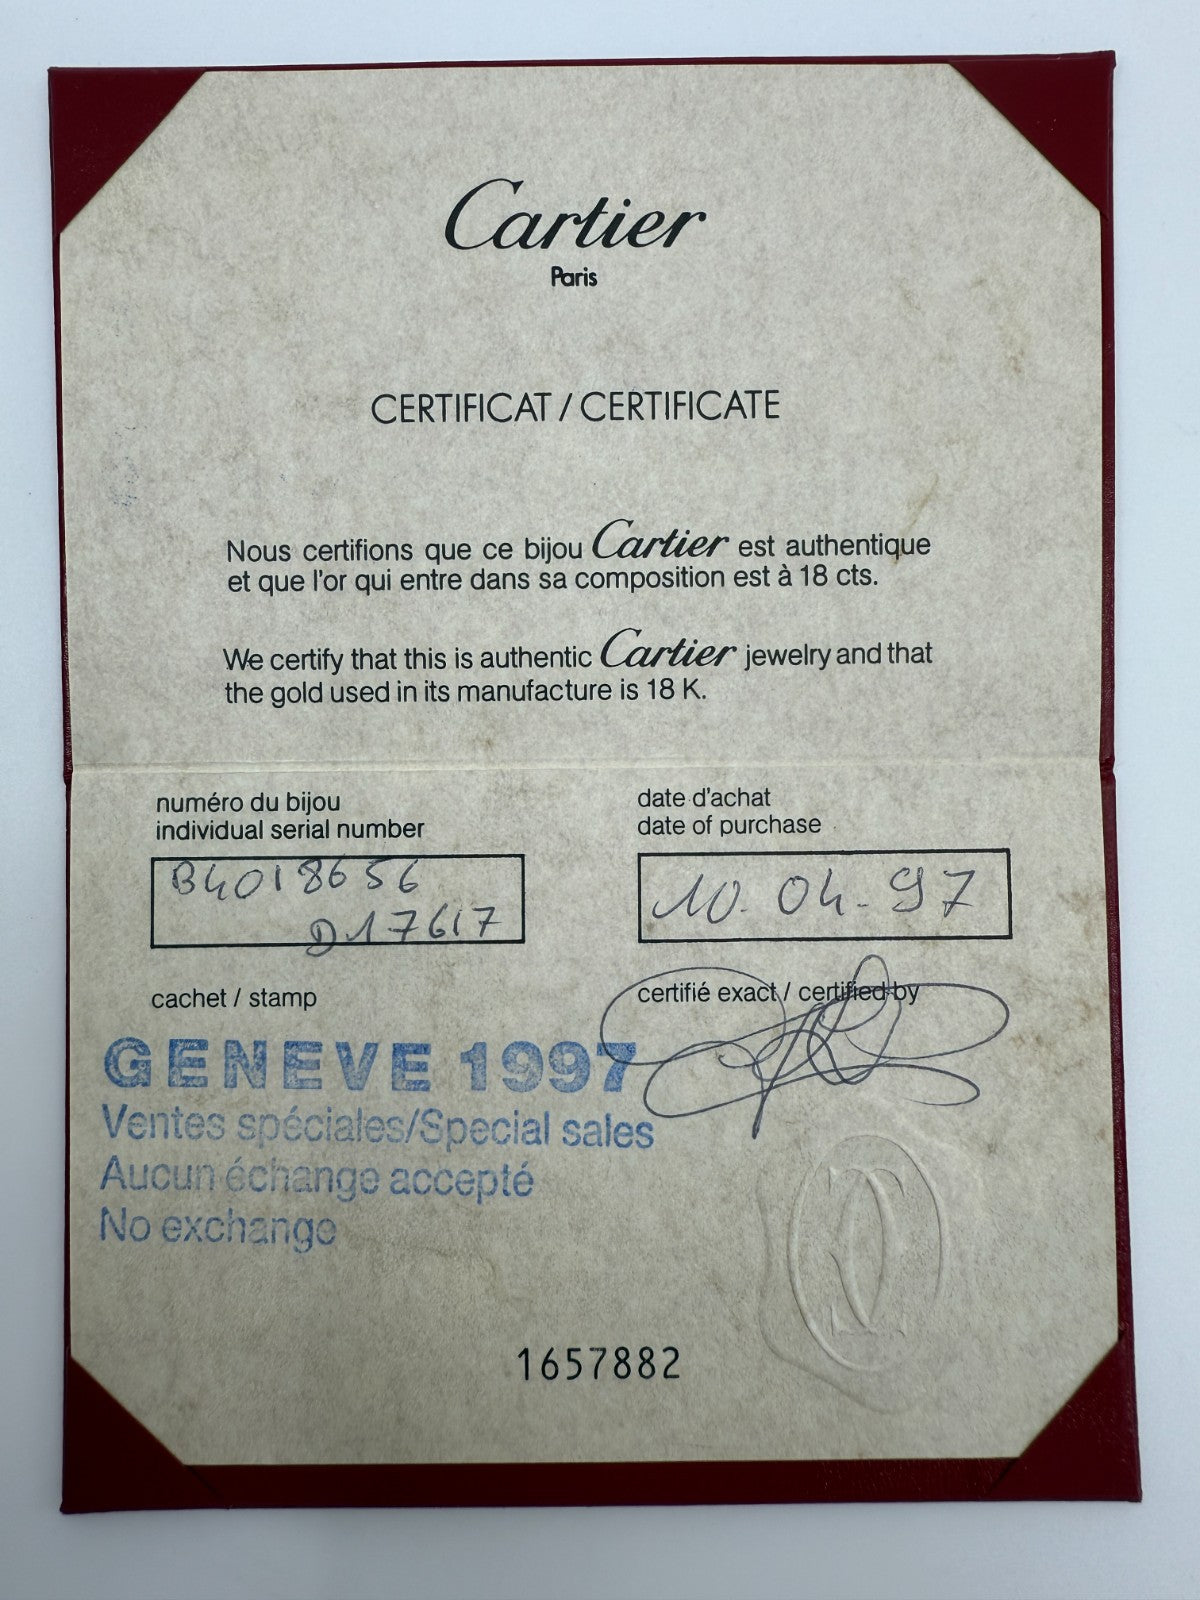 Cartier
Paris
CERTIFICAT / CERTIFICATE
Nous certifions que ce bijou Cartier est authentique
et que l'or qui entre dans sa composition est à 18 cts.
We certify that this is authentic Cartier jewelry and that
the gold used in its manufacture is 18 K.
numéro du bijou
individual serial number
B4018656
D17617
date d'achat
date of purchase
10.04.97
cachet / stamp
certifié exact / certified by
GENEVE 1997
Ventes spéciales/Special sales
Aucun échange accepté
No exchange
1657882